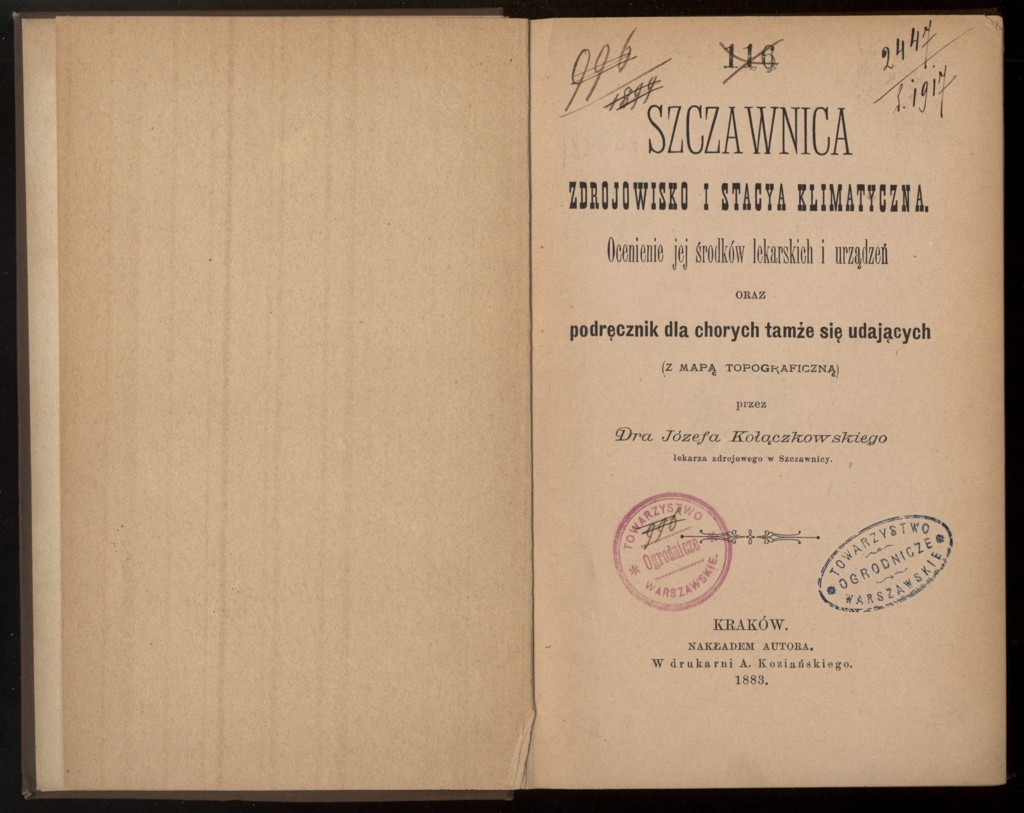 996
1899
116
2447.
S. 1917
SZCZAWNICA
ZDROJOWISKO I STACYA KLIMATYCZNA.
Ocenienie jej środków lekarskich i urządzeń
ORAZ
podręcznik dla chorych tamże się udających
(Z MAPĄ TOPOGRAFICZNĄ)
przez
Dra Józefa Kołączkowskiego
lekarza zdrojowego w Szczawnicy.
TOWARZYSTWO
996
Ogrodnicze
WARSZAWSKIE.
TOWARZYSTWO
OGRODNICZE
WARSZAWSKIE
KRAKÓW.
NAKŁADEM AUTORA.
W drukarni A. Koziańskiego.
1883.